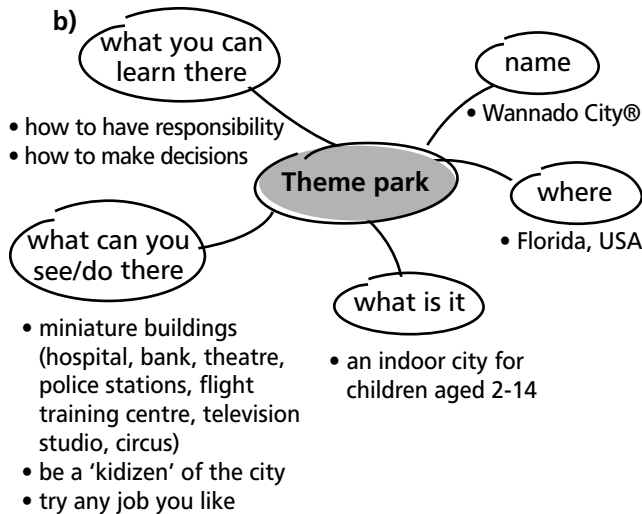 b)
what you can
learn there
• how to have responsibility
• how to make decisions
name
• Wannado City®
Theme park
where
• Florida, USA
what can you
see/do there
• miniature buildings
(hospital, bank, theatre,
police stations, flight
training centre, television
studio, circus)
• be a ‘kidizen’ of the city
• try any job you like
what is it
• an indoor city for
children aged 2-14